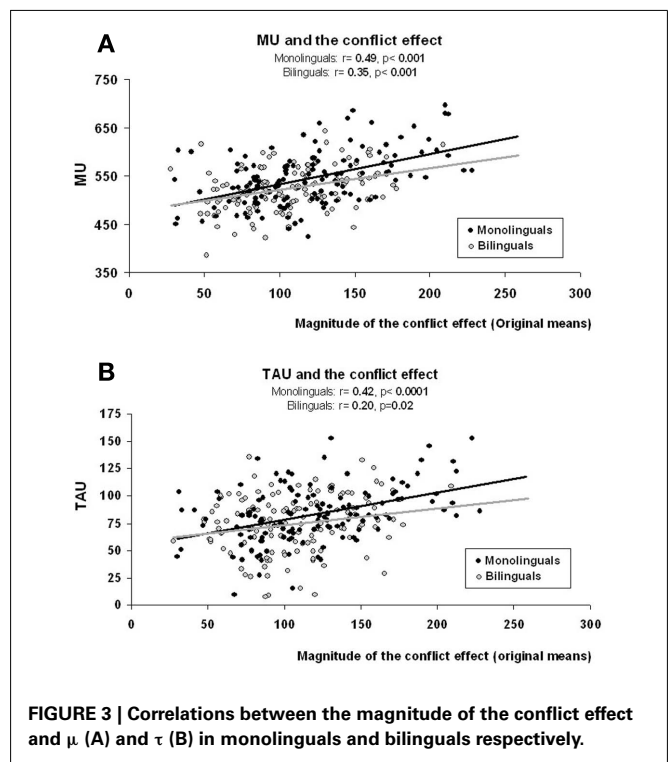 A
MU and the conflict effect
Monolinguals: r= 0.49, p< 0.001
Bilinguals: r= 0.35, p< 0.001
750
650
550
450
350
MU
Monolinguals
Bilinguals
0 50 100 150 200 250 300
Magnitude of the conflict effect (Original means)
B
TAU and the conflict effect
Monolinguals: r= 0.42, p< 0.0001
Bilinguals: r= 0.20, p=0.02
175
150
125
100
75
50
25
0
TAU
Monolinguals
Bilinguals
0 50 100 150 200 250 300
Magnitude of the conflict effect (original means)
FIGURE 3 | Correlations between the magnitude of the conflict effect
and μ (A) and τ (B) in monolinguals and bilinguals respectively.